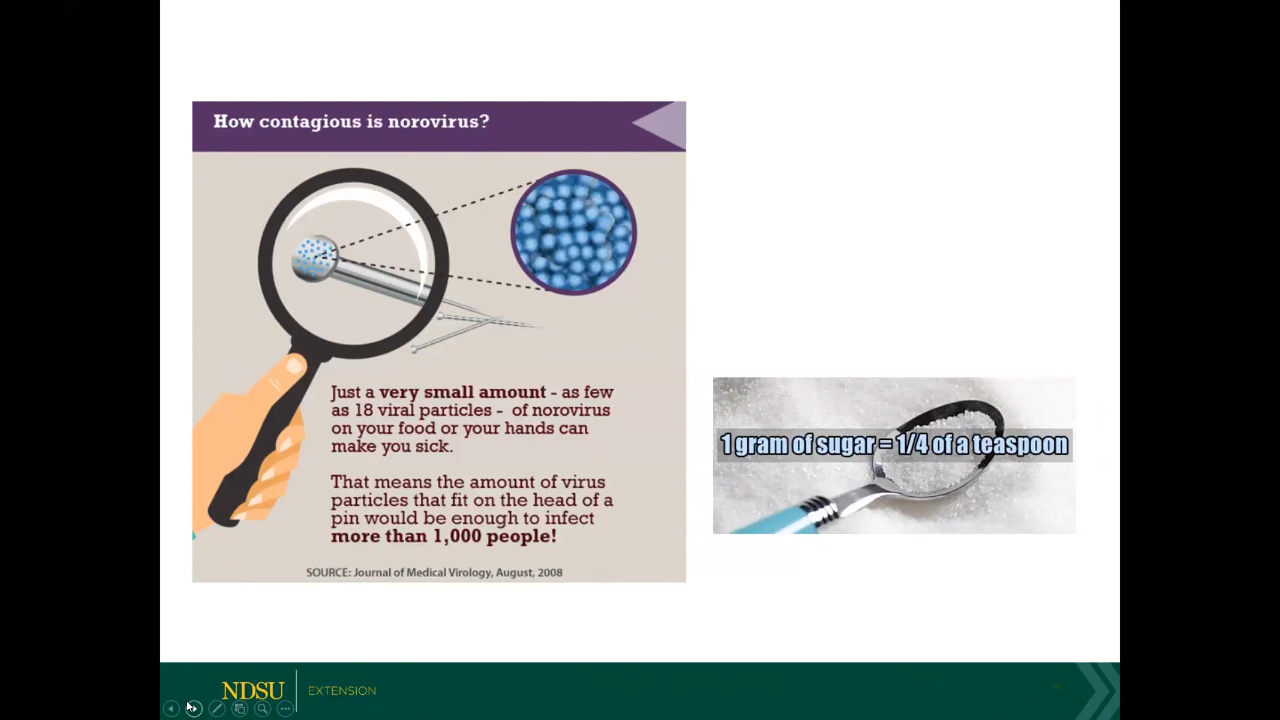 How contagious is norovirus?
Just a very small amount - as few
as 18 viral particles - of norovirus
on your food or your hands can
make you sick.
That means the amount of virus
particles that fit on the head of a
pin would be enough to infect
more than 1,000 people!
SOURCE: Journal of Medical Virology, August, 2008
1 gram of sugar = 1/4 of a teaspoon
NDSU
EXTENSION